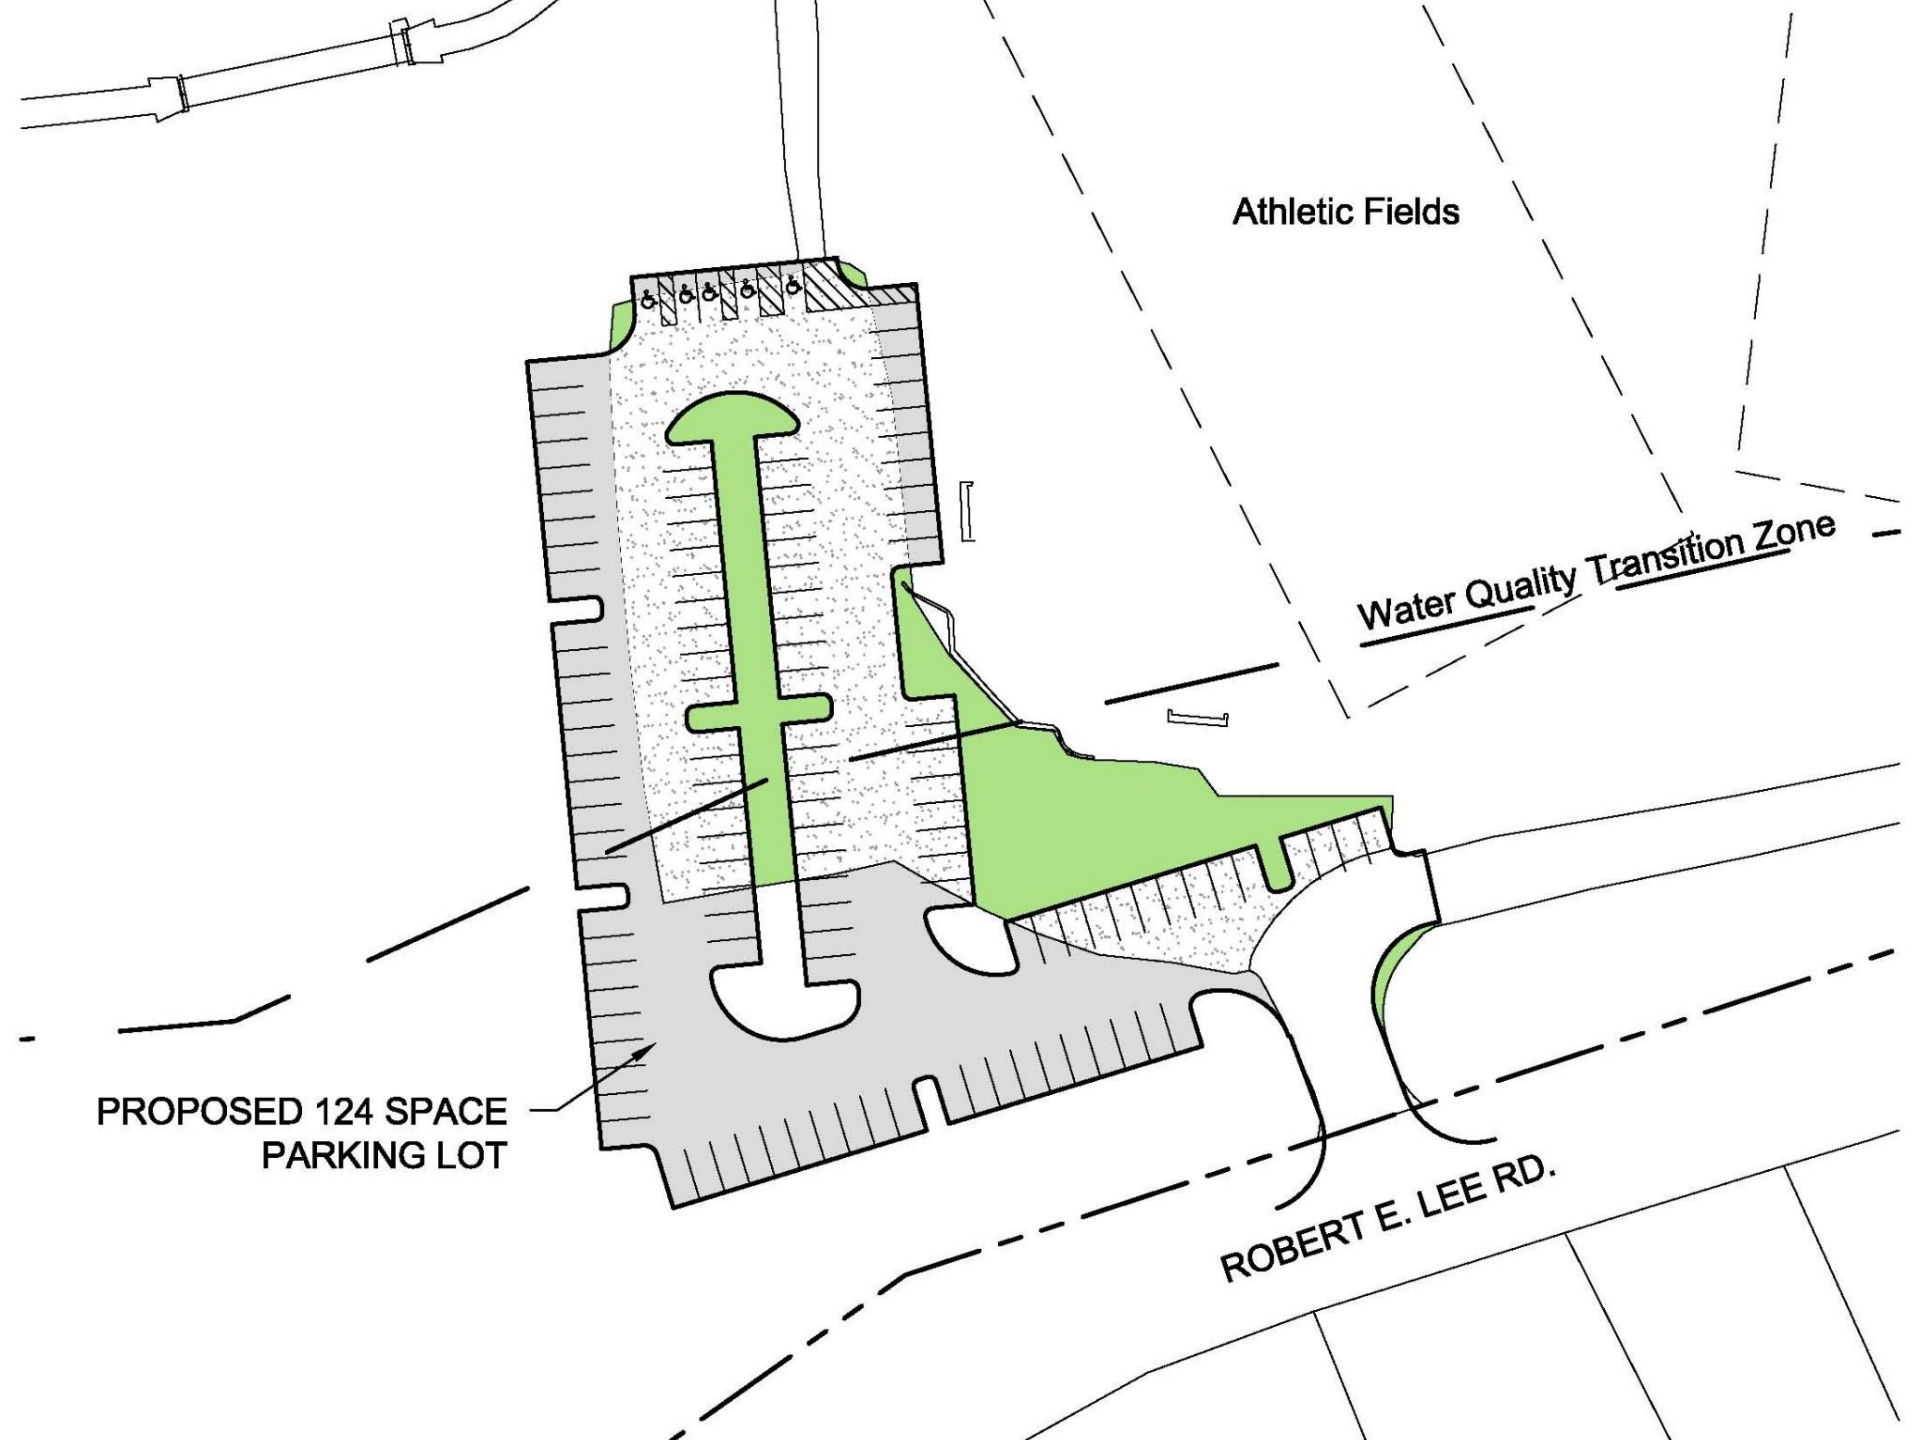 Athletic Fields
Water Quality Transition Zone
PROPOSED 124 SPACE
PARKING LOT
ROBERT E. LEE RD.